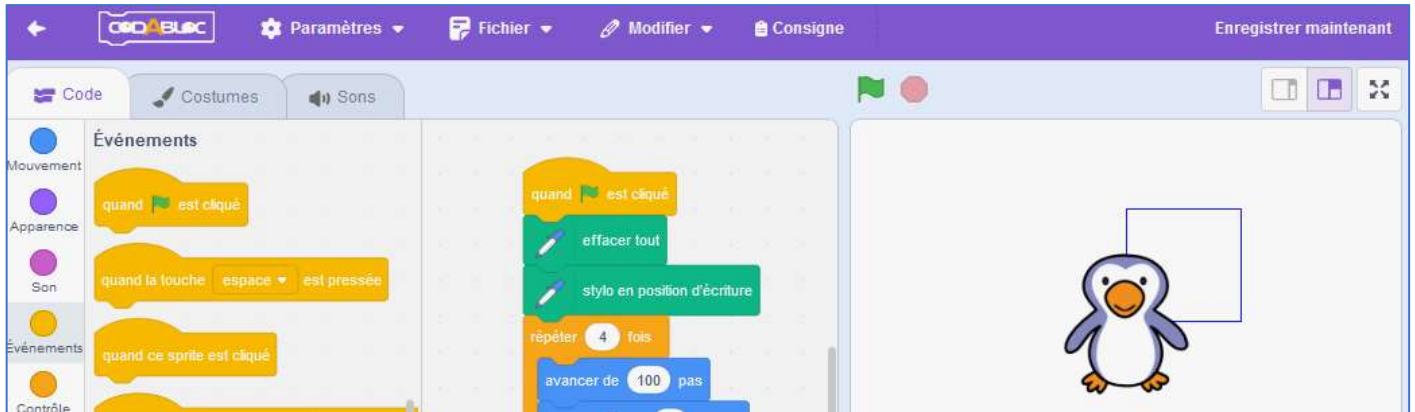 CODABLOC Paramètres Fichier Modifier Consigne Enregistrer maintenant
Code Costumes Sons
Mouvement
Apparence
Son
Événements
Contrôle
Événements
quand est cliqué
quand la touche espace est pressée
quand ce sprite est cliqué
quand est cliqué
effacer tout
stylo en position d'écriture
répéter 4 fois
avancer de 100 pas